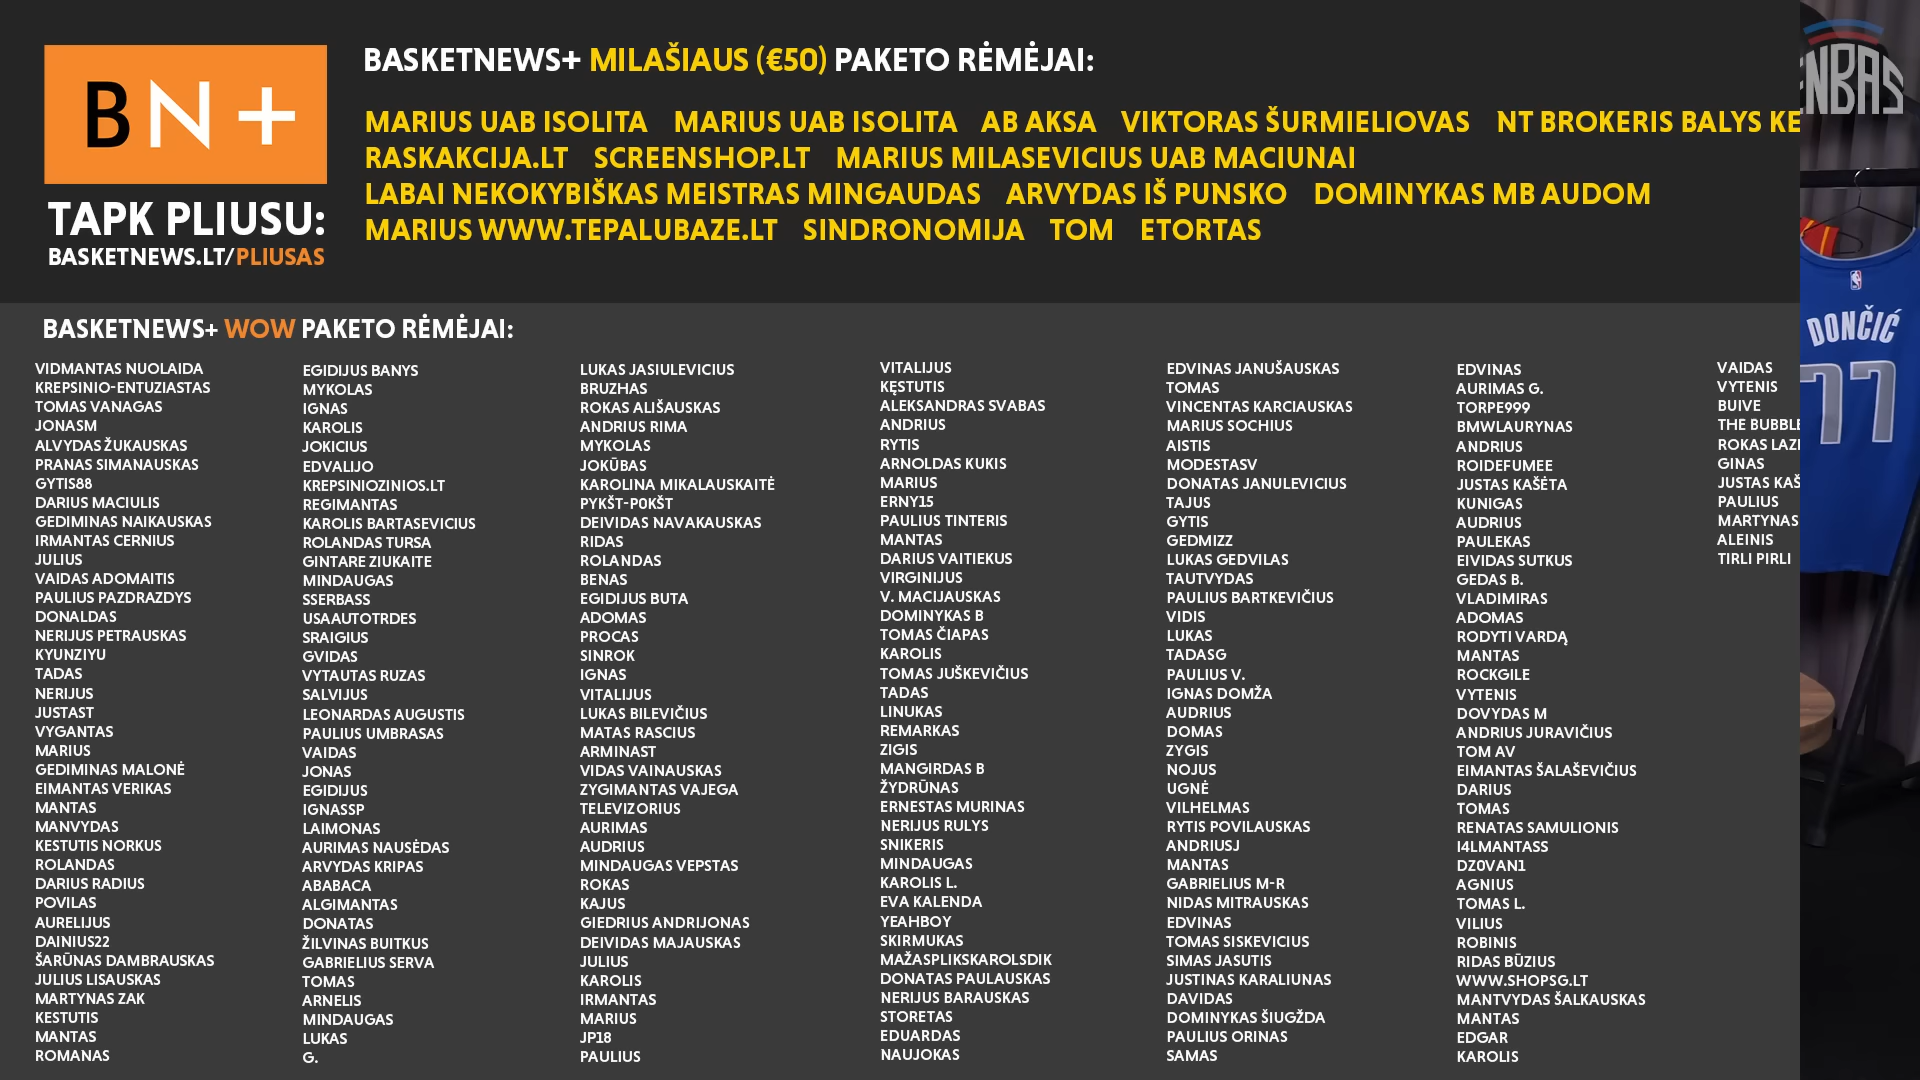 BN+
TAPK PLIUSU:
BASKETNEWS.LT/PLIUSAS
BASKETNEWS+ MILAŠIAUS (€50) PAKETO RĖMĖJAI:
MARIUS UAB ISOLITA MARIUS UAB ISOLITA AB AKSA VIKTORAS ŠURMIELIOVAS NT BROKERIS BALYS KE
RASKAKCIJA.LT SCREENSHOP.LT MARIUS MILASEVICIUS UAB MACIUNAI
LABAI NEKOKYBIŠKAS MEISTRAS MINGAUDAS ARVYDAS IŠ PUNSKO DOMINYKAS MB AUDOM
MARIUS WWW.TEPALUBAZE.LT SINDRONOMIJA TOM ETORTAS
BASKETNEWS+ WOW PAKETO RĖMĖJAI:
VIDMANTAS NUOLAIDA
KREPSINIO-ENTUZIASTAS
TOMAS VANAGAS
JONASM
ALVYDAS ŽUKAUSKAS
PRANAS SIMANAUSKAS
GYTIS88
DARIUS MACIULIS
GEDIMINAS NAIKAUSKAS
IRMANTAS CERNIUS
JULIUS
VAIDAS ADOMAITIS
PAULIUS PAZDRAZDYS
DONALDAS
NERIJUS PETRAUSKAS
KYUNZIYU
TADAS
NERIJUS
JUSTAST
VYGANTAS
MARIUS
GEDIMINAS MALONĖ
EIMANTAS VERIKAS
MANTAS
MANVYDAS
KESTUTIS NORKUS
ROLANDAS
DARIUS RADIUS
POVILAS
AURELIJUS
DAINIUS22
ŠARŪNAS DAMBRAUSKAS
JULIUS LISAUSKAS
MARTYNAS ZAK
KESTUTIS
MANTAS
ROMANAS
EGIDIJUS BANYS
MYKOLAS
IGNAS
KAROLIS
JOKICIUS
EDVALIJO
KREPSINIOZINIOS.LT
REGIMANTAS
KAROLIS BARTASEVICIUS
ROLANDAS TURSA
GINTARE ZIUKAITE
MINDAUGAS
SSERBASS
USAAUTOTRDES
SRAIGIUS
GVIDAS
VYTAUTAS RUZAS
SALVIJUS
LEONARDAS AUGUSTIS
PAULIUS UMBRASAS
VAIDAS
JONAS
EGIDIJUS
IGNASSP
LAIMONAS
AURIMAS NAUSĖDAS
ARVYDAS KRIPAS
ABABACA
ALGIMANTAS
DONATAS
ŽILVINAS BUITKUS
GABRIELIUS SERVA
TOMAS
ARNELIS
MINDAUGAS
LUKAS
G.
LUKAS JASIULEVICIUS
BRUZHAS
ROKAS ALIŠAUSKAS
ANDRIUS RIMA
MYKOLAS
JOKŪBAS
KAROLINA MIKALAUSKAITĖ
PYKŠT-P0KŠT
DEIVIDAS NAVAKAUSKAS
RIDAS
ROLANDAS
BENAS
EGIDIJUS BUTA
ADOMAS
PROCAS
SINROK
IGNAS
VITALIJUS
LUKAS BILEVIČIUS
MATAS RASCIUS
ARMINAST
VIDAS VAINAUSKAS
ZYGIMANTAS VAJEGA
TELEVIZORIUS
AURIMAS
AUDRIUS
MINDAUGAS VEPSTAS
ROKAS
KAJUS
GIEDRIUS ANDRIJONAS
DEIVIDAS MAJAUSKAS
JULIUS
KAROLIS
IRMANTAS
MARIUS
JP18
PAULIUS
VITALIJUS
KĘSTUTIS
ALEKSANDRAS SVABAS
ANDRIUS
RYTIS
ARNOLDAS KUKIS
MARIUS
ERNY15
PAULIUS TINTERIS
MANTAS
DARIUS VAITIEKUS
VIRGINIJUS
V. MACIJAUSKAS
DOMINYKAS B
TOMAS ČIAPAS
KAROLIS
TOMAS JUŠKEVIČIUS
TADAS
LINUKAS
REMARKAS
ZIGIS
MANGIRDAS B
ŽYDRŪNAS
ERNESTAS MURINAS
NERIJUS RULYS
SNIKERIS
MINDAUGAS
KAROLIS L.
EVA KALENDA
YEAHBOY
SKIRMUKAS
MAŽASPLIKSKAROLSDIK
DONATAS PAULAUSKAS
NERIJUS BARAUSKAS
STORETAS
EDUARDAS
NAUJOKAS
EDVINAS JANUŠAUSKAS
TOMAS
VINCENTAS KARCIAUSKAS
MARIUS SOCHIUS
AISTIS
MODESTASV
DONATAS JANULEVICIUS
TAJUS
GYTIS
GEDMIZZ
LUKAS GEDVILAS
TAUTVYDAS
PAULIUS BARTKEVIČIUS
VIDIS
LUKAS
TADASG
PAULIUS V.
IGNAS DOMŽA
AUDRIUS
DOMAS
ZYGIS
NOJUS
UGNĖ
VILHELMAS
RYTIS POVILAUSKAS
ANDRIUSJ
MANTAS
GABRIELIUS M-R
NIDAS MITRAUSKAS
EDVINAS
TOMAS SISKEVICIUS
SIMAS JASUTIS
JUSTINAS KARALIUNAS
DAVIDAS
DOMINYKAS ŠIUGŽDA
PAULIUS ORINAS
SAMAS
EDVINAS
AURIMAS G.
TORPE999
BMWLAURYNAS
ANDRIUS
ROIDEFUMEE
JUSTAS KAŠĖTA
KUNIGAS
AUDRIUS
PAULEKAS
EIVIDAS SUTKUS
GEDAS B.
VLADIMIRAS
ADOMAS
RODYTI VARDĄ
MANTAS
ROCKGILE
VYTENIS
DOVYDAS M
ANDRIUS JURAVIČIUS
TOM AV
EIMANTAS ŠALAŠEVIČIUS
DARIUS
TOMAS
RENATAS SAMULIONIS
I4LMANTASS
DZ0VAN1
AGNIUS
TOMAS L.
VILIUS
ROBINIS
RIDAS BŪZIUS
WWW.SHOPSG.LT
MANTVYDAS ŠALKAUSKAS
MANTAS
EDGAR
KAROLIS
VAIDAS
VYTENIS
BUIVE
THE BUBBLE
ROKAS LAZI
GINAS
JUSTAS KAŠ
PAULIUS
MARTYNAS
ALEINIS
TIRLI PIRLI
ENBAS
DONČIĆ
77